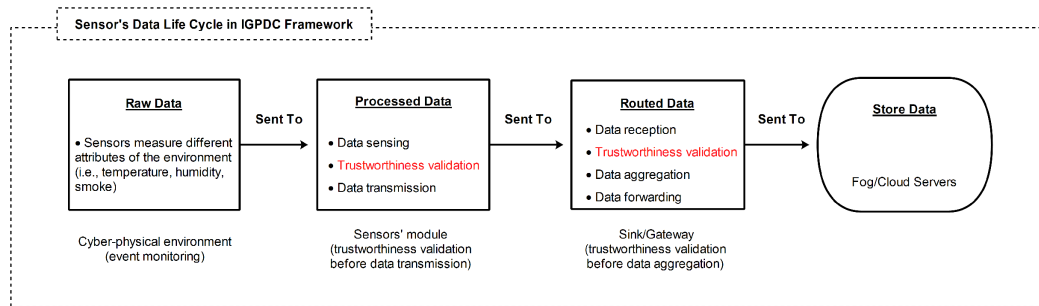 Sensor's Data Life Cycle in IGPDC Framework
Raw Data
• Sensors measure different
attributes of the environment
(i.e., temperature, humidity,
smoke)
Cyber-physical environment
(event monitoring)
Sent To
Processed Data
• Data sensing
• Trustworthiness validation
• Data transmission
Sensors' module
(trustworthiness validation
before data transmission)
Sent To
Routed Data
• Data reception
• Trustworthiness validation
• Data aggregation
• Data forwarding
Sink/Gateway
(trustworthiness validation
before data aggregation)
Sent To
Store Data
Fog/Cloud Servers